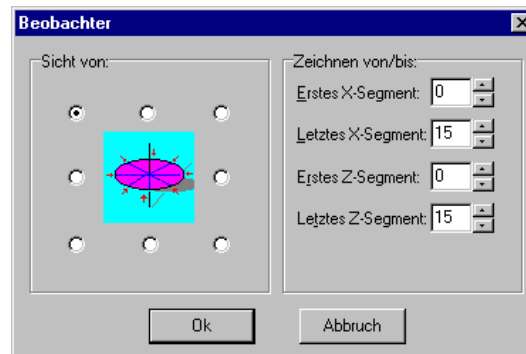 Beobachter
Sicht von:
Zeichnen von/bis:
Erstes X-Segment: 0
Letztes X-Segment: 15
Erstes Z-Segment: 0
Letztes Z-Segment: 15
Ok
Abbruch